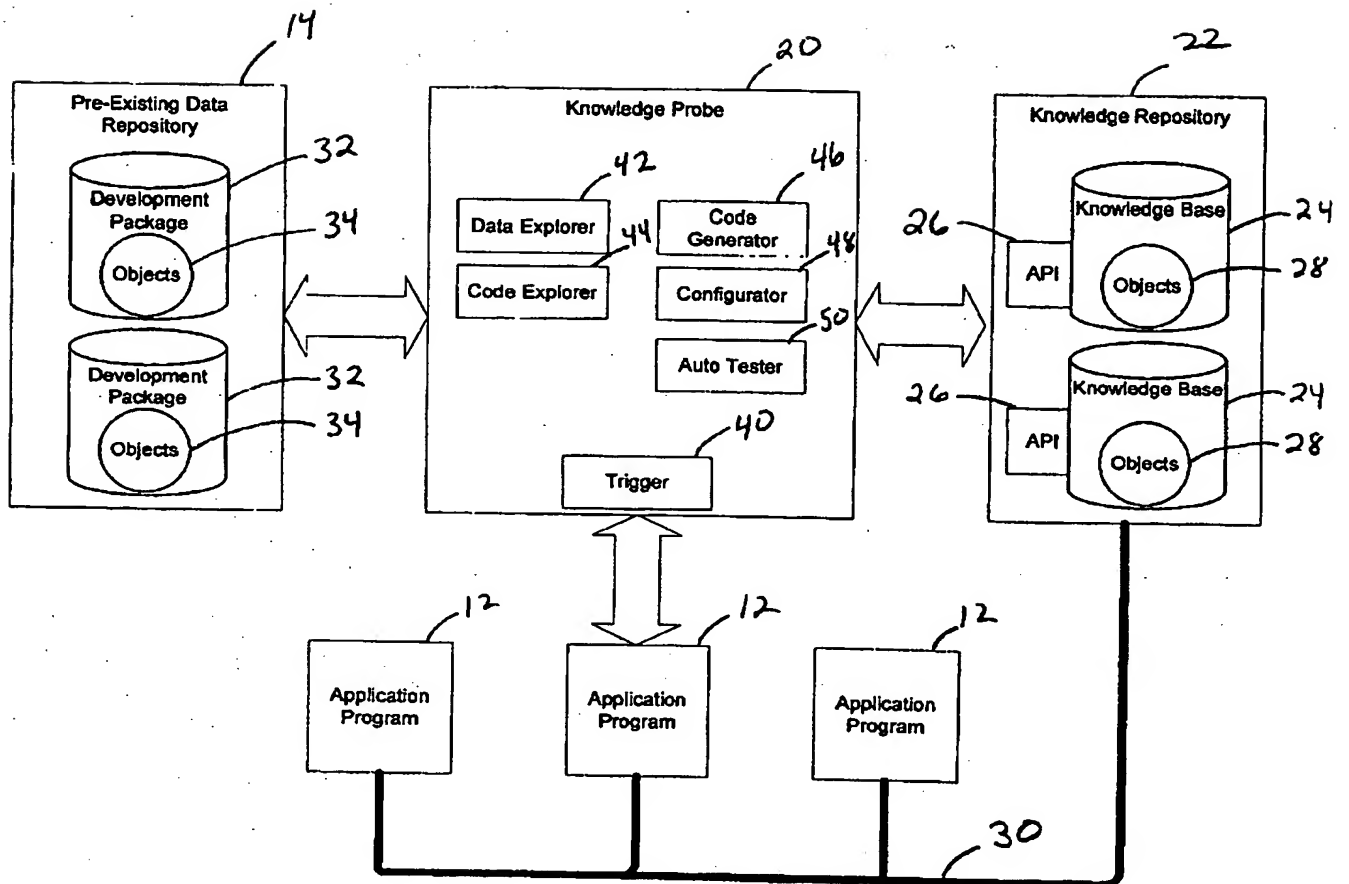 14
20
22
Pre-Existing Data
Repository
Knowledge Probe
Knowledge Repository
32
Development
Package
34
Objects
42
Data Explorer
44
Code Explorer
46
Code
Generator
48
Configurator
50
Auto Tester
26
API
Knowledge Base
24
Objects
28
Development
Package
32
Objects
34
26
API
Knowledge Base
24
Objects
28
40
Trigger
12
Application
Program
12
Application
Program
12
Application
Program
30